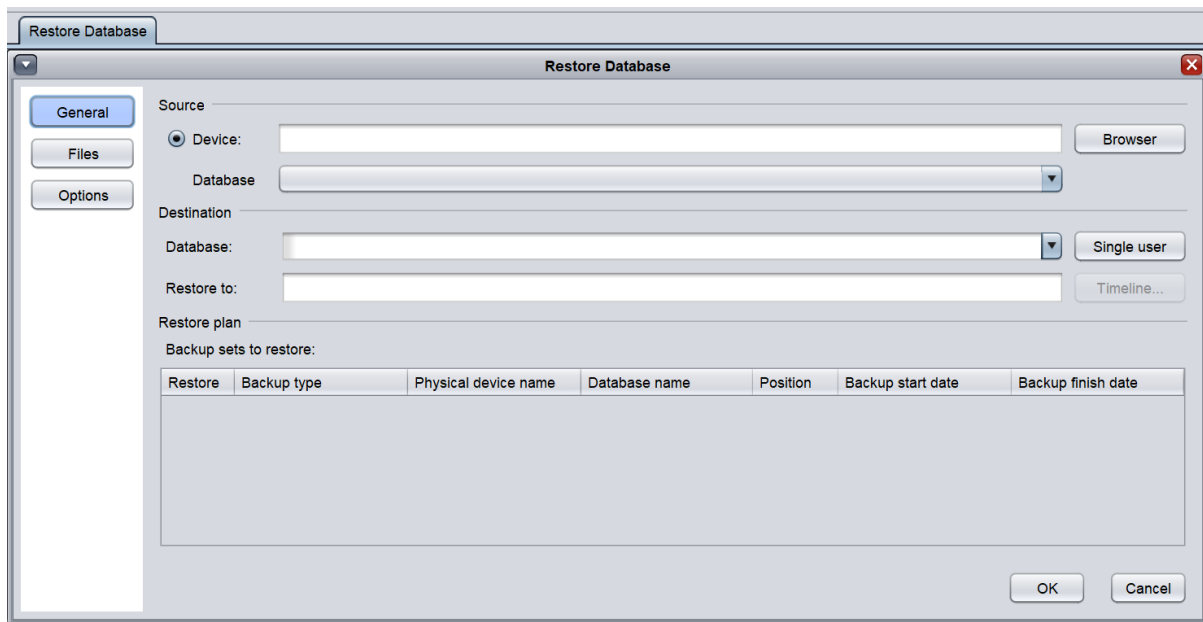 Restore Database
Restore Database
General
Files
Options
Source
Device:
Browser
Database
Destination
Database:
Single user
Restore to:
Timeline...
Restore plan
Backup sets to restore:
Restore Backup type Physical device name Database name Position Backup start date Backup finish date
OK Cancel